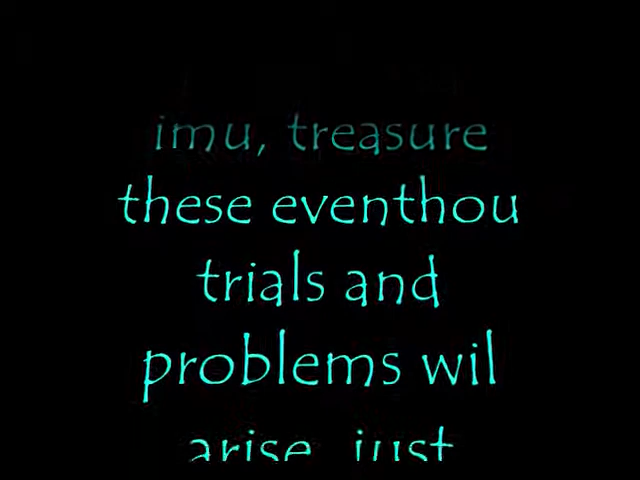 imu, treasure
these eventhou
trials and
problems wil
arise, just